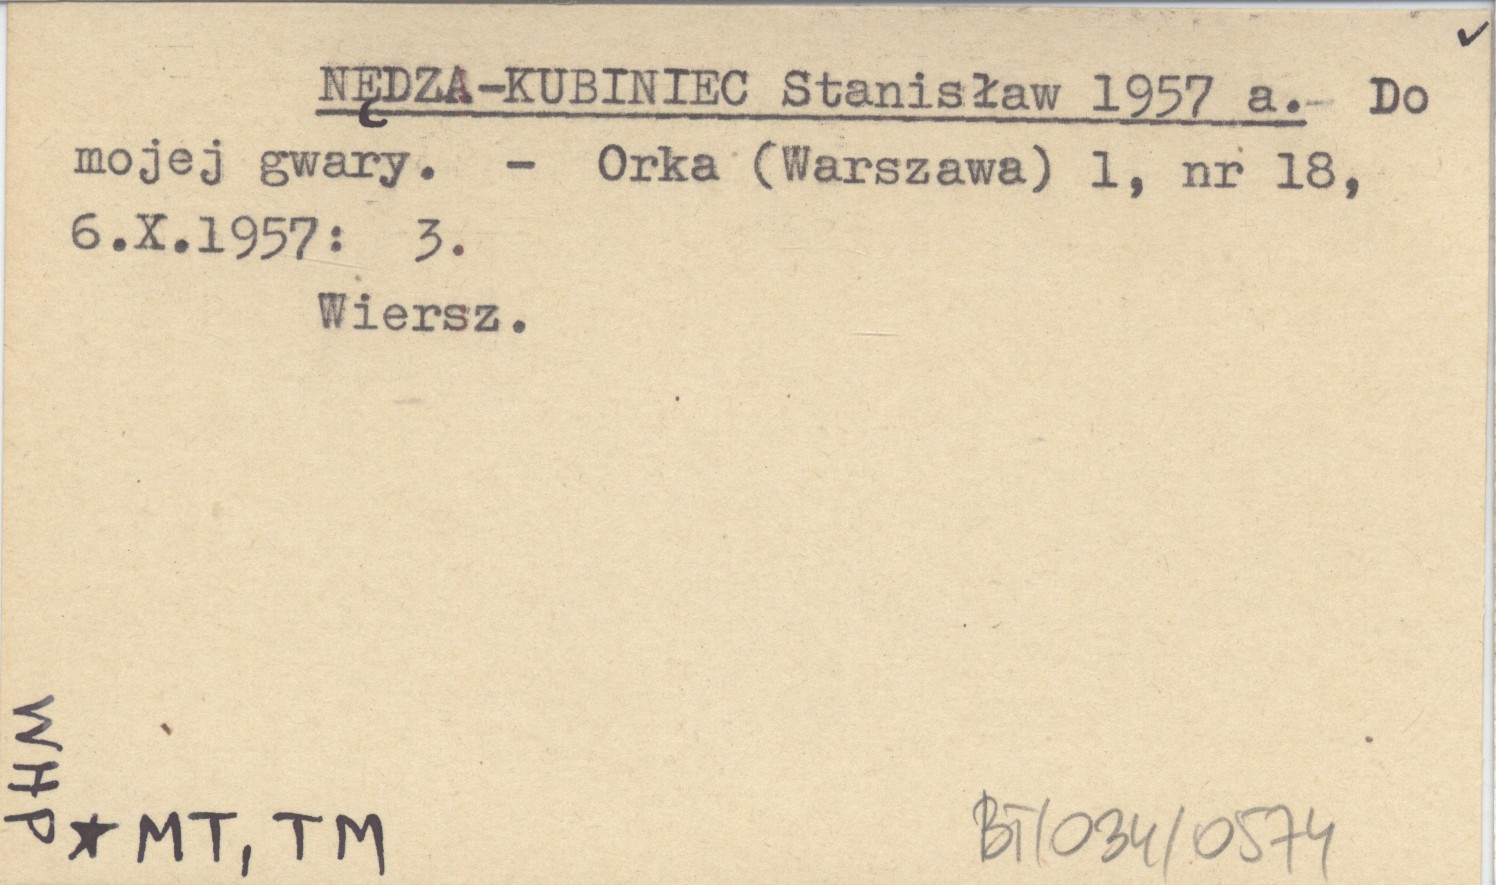 NĘDZA-KUBINIEC Stanisław 1957 a.- Do
mojej gwary. - Orka (Warszawa) 1, nr 18,
6.X.1957: 3.
Wiersz.
WHP
★ MT, TM
BT/034/0574